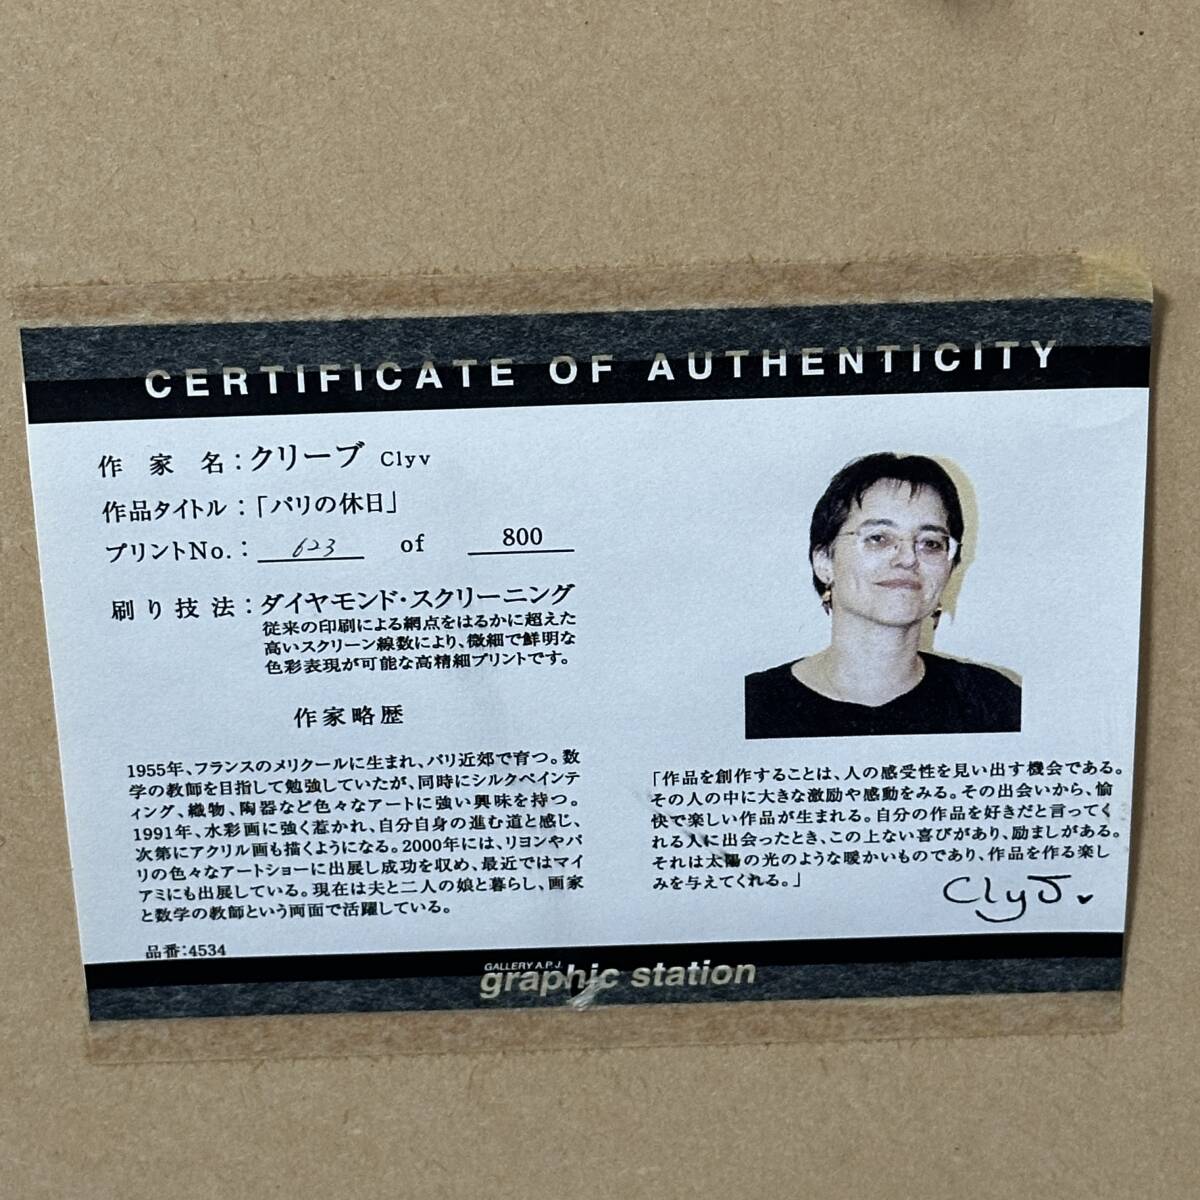 CERTIFICATE OF AUTHENTICITY
作家名：クリーブ Clyv
作品タイトル：「パリの休日」
プリントNo.： 623 of 800
刷り技法：ダイヤモンド・スクリーニング
従来の印刷による網点をはるかに超えた
高いスクリーン線数により、微細で鮮明な
色彩表現が可能な高精細プリントです。
作家略歴
1955年、フランスのメリクールに生まれ、パリ近郊で育つ。数
学の教師を目指して勉強していたが、同時にシルクペインテ
ィング、織物、陶器など色々なアートに強い興味を持つ。
1991年、水彩画に強く惹かれ、自分自身の進む道と感じ、
次第にアクリル画も描くようになる。2000年には、リヨンやパ
リの色々なアートショーに出展し成功を収め、最近ではマイ
アミにも出展している。現在は夫と二人の娘と暮らし、画家
と数学の教師という両面で活躍している。
品番：4534
「作品を創作することは、人の感受性を見い出す機会である。
その人の中に大きな激励や感動をみる。その出会いから、愉
快で楽しい作品が生まれる。自分の作品を好きだと言ってく
れる人に出会ったとき、この上ない喜びがあり、励ましがある。
それは太陽の光のような暖かいものであり、作品を作る楽し
みを与えてくれる。」
ClyJ
GALLERY A.P.J.
graphic station